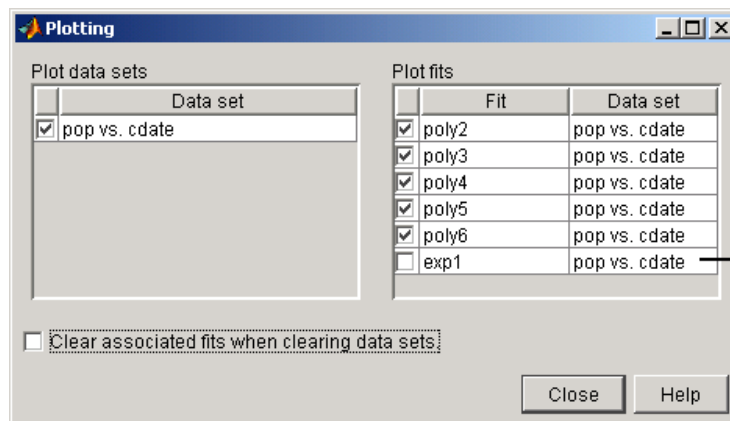 Plotting
Plot data sets
Data set
pop vs. cdate
Plot fits
Fit Data set
poly2 pop vs. cdate
poly3 pop vs. cdate
poly4 pop vs. cdate
poly5 pop vs. cdate
poly6 pop vs. cdate
exp1 pop vs. cdate
Clear associated fits when clearing data sets.
Close Help